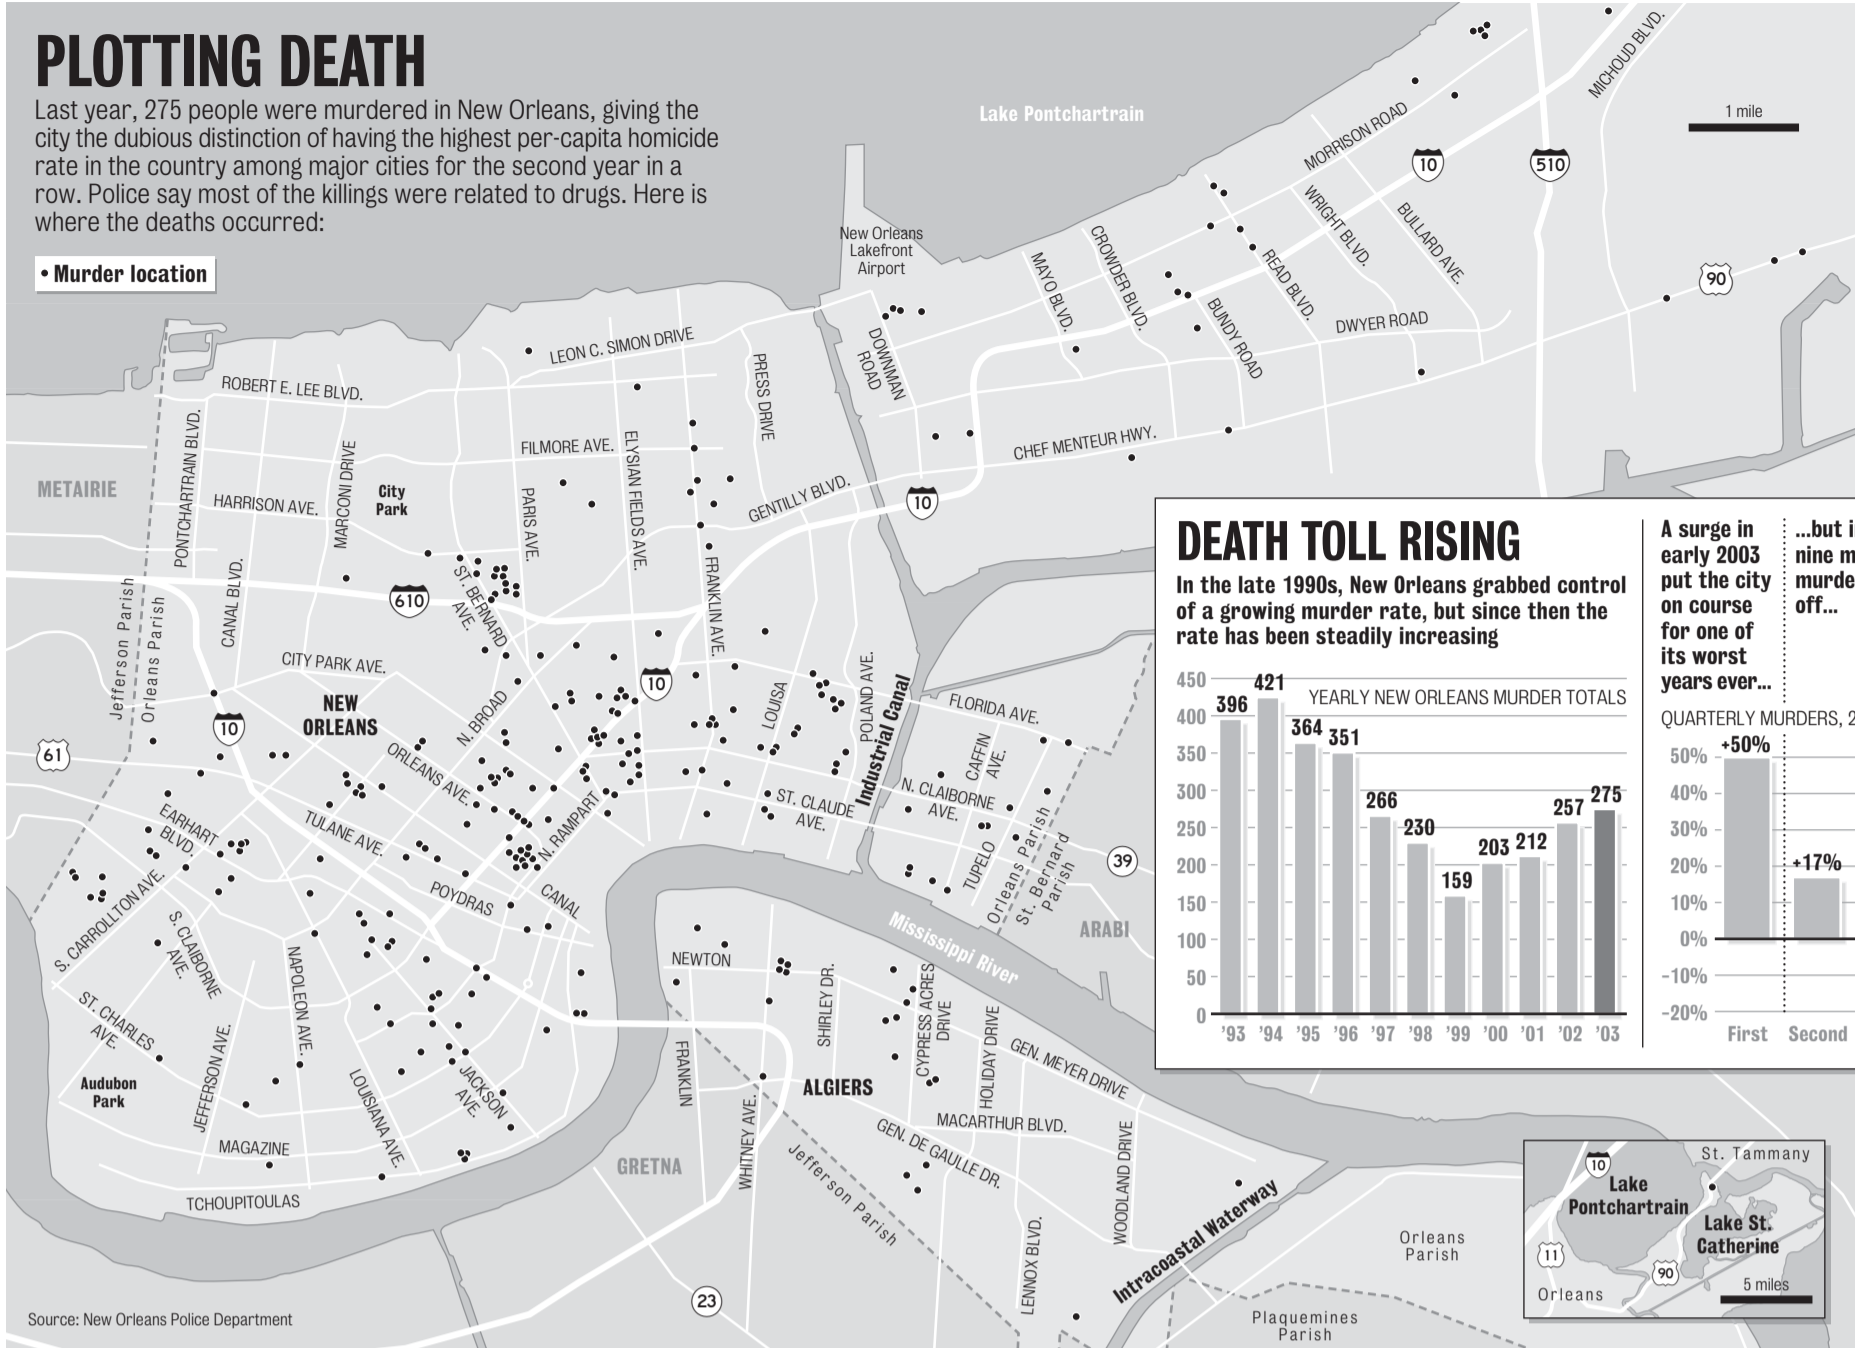 PLOTTING DEATH
Last year, 275 people were murdered in New Orleans, giving the
city the dubious distinction of having the highest per-capita homicide
rate in the country among major cities for the second year in a
row. Police say most of the killings were related to drugs. Here is
where the deaths occurred:
• Murder location
Lake Pontchartrain
1 mile
MICHOUD BLVD.
MORRISON ROAD
10
510
WRIGHT BLVD.
BULLARD AVE.
90
New Orleans
Lakefront
Airport
MAYO BLVD.
CROWDER BLVD.
READ BLVD.
BUNDY ROAD
DWYER ROAD
DOWNMAN
ROAD
LEON C. SIMON DRIVE
PRESS DRIVE
ROBERT E. LEE BLVD.
PONTCHARTRAIN BLVD.
MARCONI DRIVE
FILMORE AVE.
ELYSIAN FIELDS AVE.
CHEF MENTEUR HWY.
METAIRIE
HARRISON AVE.
City
Park
PARIS AVE.
GENTILLY BLVD.
10
CANAL BLVD.
610
ST. BERNARD
AVE.
FRANKLIN AVE.
Jefferson Parish
Orleans Parish
CITY PARK AVE.
NEW
ORLEANS
N. BROAD
10
LOUISA
POLAND AVE.
Industrial Canal
FLORIDA AVE.
10
61
ORLEANS AVE.
CAFFIN
AVE.
N. CLAIBORNE
AVE.
ST. CLAUDE
AVE.
EARHART
BLVD.
TULANE AVE.
N. RAMPART
TUPELO
Orleans Parish
St. Bernard
Parish
39
S. CARROLLTON AVE.
POYDRAS
CANAL
Mississippi River
ARABI
S. CLAIBORNE
AVE.
NAPOLEON AVE.
NEWTON
SHIRLEY DR.
CYPRESS ACRES
DRIVE
HOLIDAY DRIVE
ST. CHARLES
AVE.
JEFFERSON AVE.
FRANKLIN
GEN. MEYER DRIVE
Audubon
Park
LOUISIANA AVE.
JACKSON
AVE.
ALGIERS
WHITNEY AVE.
MACARTHUR BLVD.
GEN. DE GAULLE DR.
WOODLAND DRIVE
MAGAZINE
GRETNA
Jefferson Parish
TCHOUPITOULAS
LENNOX BLVD.
Intracoastal Waterway
Orleans
Parish
23
Plaquemines
Parish
Source: New Orleans Police Department
DEATH TOLL RISING
In the late 1990s, New Orleans grabbed control
of a growing murder rate, but since then the
rate has been steadily increasing
YEARLY NEW ORLEANS MURDER TOTALS
450
400
350
300
250
200
150
100
50
0
396
421
364
351
266
230
159
203
212
257
275
'93 '94 '95 '96 '97 '98 '99 '00 '01 '02 '03
A surge in
early 2003
put the city
on course
for one of
its worst
years ever...
...but i
nine m
murde
off...
QUARTERLY MURDERS, 2
50%
40%
30%
20%
10%
0%
-10%
-20%
+50%
+17%
First Second
10
St. Tammany
Lake
Pontchartrain
Lake St.
Catherine
11
90
5 miles
Orleans